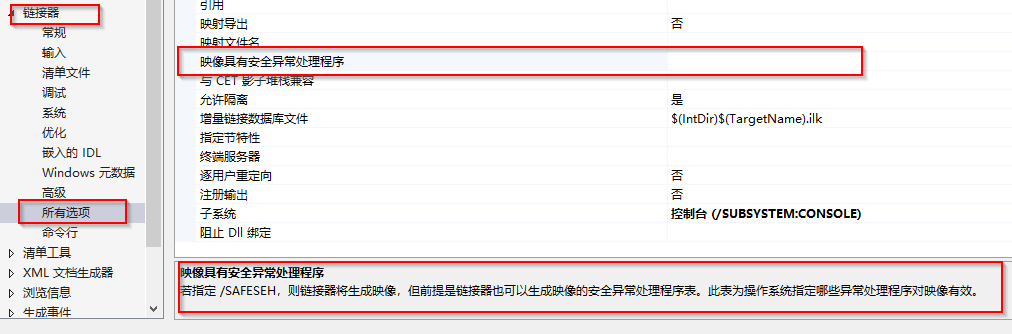 链接器
常规
输入
清单文件
调试
系统
优化
嵌入的 IDL
Windows 元数据
高级
所有选项
命令行
清单工具
XML 文档生成器
浏览信息
生成事件
引用
映射导出 否
映射文件名
映像具有安全异常处理程序
与 CET 影子堆栈兼容
允许隔离 是
增量链接数据库文件 $(IntDir)$(TargetName).ilk
指定节特性
终端服务器
逐用户重定向 否
注册输出 否
子系统 控制台 (/SUBSYSTEM:CONSOLE)
阻止 Dll 绑定
映像具有安全异常处理程序
若指定 /SAFESEH，则链接器将生成映像，但前提是链接器也可以生成映像的安全异常处理程序表。此表为操作系统指定哪些异常处理程序对映像有效。